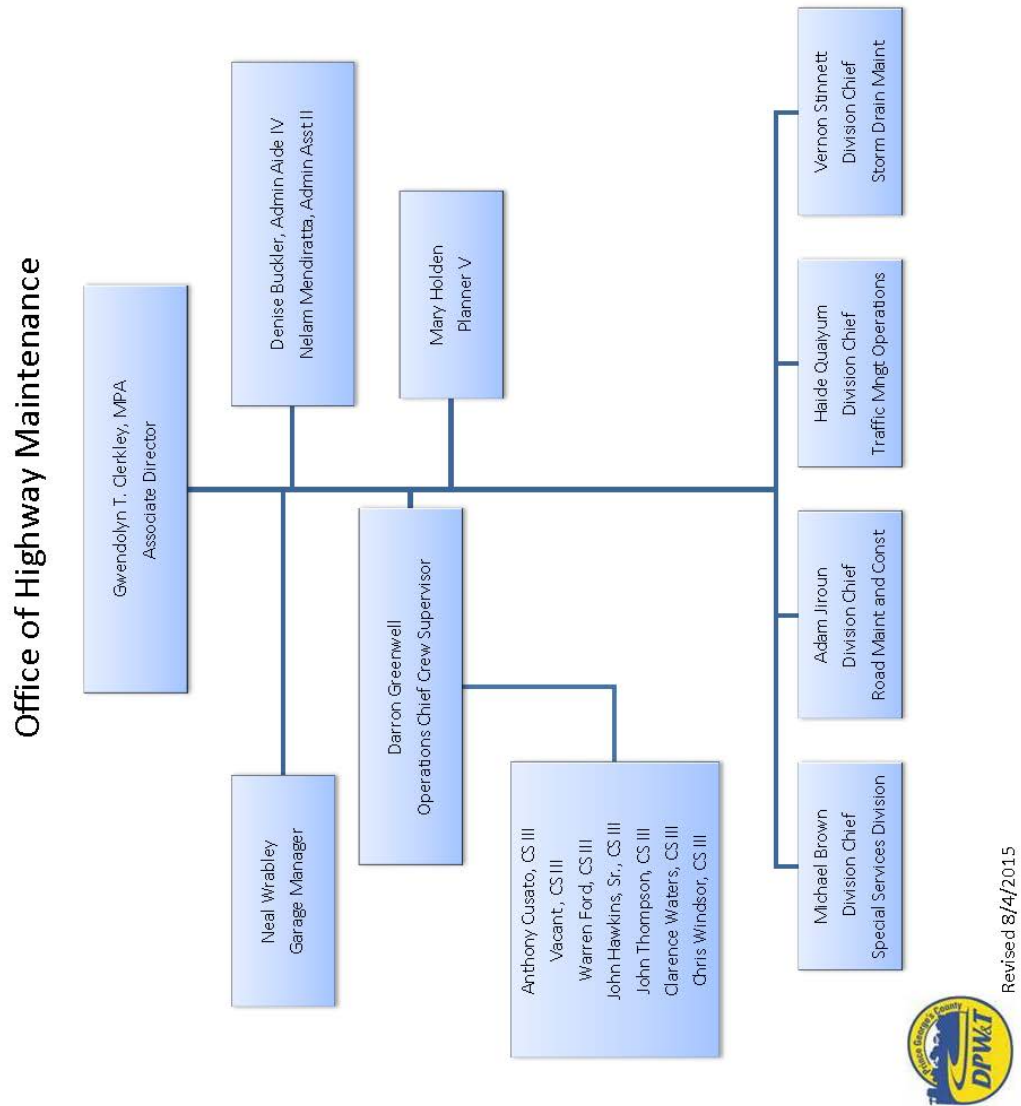 Office of Highway Maintenance
Gwendolyn T. Clerkley, MPA
Associate Director
Neal Wrabley
Garage Manager
Denise Buckler, Admin Aide IV
Nelam Mendiratta, Admin Asst II
Darron Greenwell
Operations Chief Crew Supervisor
Mary Holden
Planner V
Anthony Cusato, CS III
Vacant, CS III
Warren Ford, CS III
John Hawkins, Sr., CS III
John Thompson, CS III
Clarence Waters, CS III
Chris Windsor, CS III
Michael Brown
Division Chief
Special Services Division
Adam Jiroun
Division Chief
Road Maint and Const
Haide Quaiyum
Division Chief
Traffic Mngt Operations
Vernon Stinnett
Division Chief
Storm Drain Maint
Prince George's County
DPW&T
Revised 8/4/2015